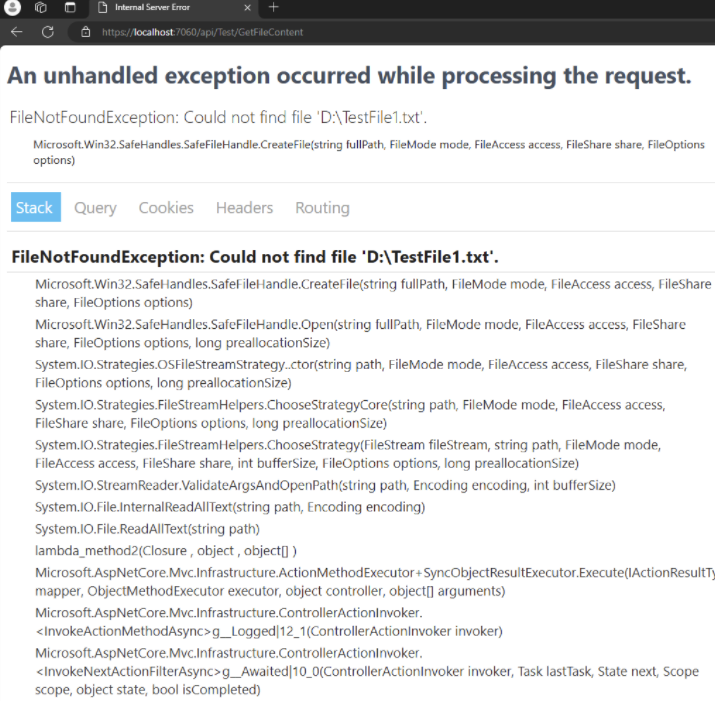 Internal Server Error
https://localhost:7060/api/Test/GetFileContent
An unhandled exception occurred while processing the request.
FileNotFoundException: Could not find file 'D:\TestFile1.txt'.
Microsoft.Win32.SafeHandles.SafeFileHandle.CreateFile(string fullPath, FileMode mode, FileAccess access, FileShare share, FileOptions
options)
Stack Query Cookies Headers Routing
FileNotFoundException: Could not find file 'D:\TestFile1.txt'.
Microsoft.Win32.SafeHandles.SafeFileHandle.CreateFile(string fullPath, FileMode mode, FileAccess access, FileShare
share, FileOptions options)
Microsoft.Win32.SafeHandles.SafeFileHandle.Open(string fullPath, FileMode mode, FileAccess access, FileShare
share, FileOptions options, long preallocationSize)
System.IO.Strategies.OSFileStreamStrategy..ctor(string path, FileMode mode, FileAccess access, FileShare share,
FileOptions options, long preallocationSize)
System.IO.Strategies.FileStreamHelpers.ChooseStrategyCore(string path, FileMode mode, FileAccess access,
FileShare share, FileOptions options, long preallocationSize)
System.IO.Strategies.FileStreamHelpers.ChooseStrategy(FileStream fileStream, string path, FileMode mode,
FileAccess access, FileShare share, int bufferSize, FileOptions options, long preallocationSize)
System.IO.StreamReader.ValidateArgsAndOpenPath(string path, Encoding encoding, int bufferSize)
System.IO.File.InternalReadAllText(string path, Encoding encoding)
System.IO.File.ReadAllText(string path)
lambda_method2(Closure , object , object[] )
Microsoft.AspNetCore.Mvc.Infrastructure.ActionMethodExecutor+SyncObjectResultExecutor.Execute(IActionResultTy
mapper, ObjectMethodExecutor executor, object controller, object[] arguments)
Microsoft.AspNetCore.Mvc.Infrastructure.ControllerActionInvoker.
<InvokeActionMethodAsync>g__Logged|12_1(ControllerActionInvoker invoker)
Microsoft.AspNetCore.Mvc.Infrastructure.ControllerActionInvoker.
<InvokeNextActionFilterAsync>g__Awaited|10_0(ControllerActionInvoker invoker, Task lastTask, State next, Scope
scope, object state, bool isCompleted)